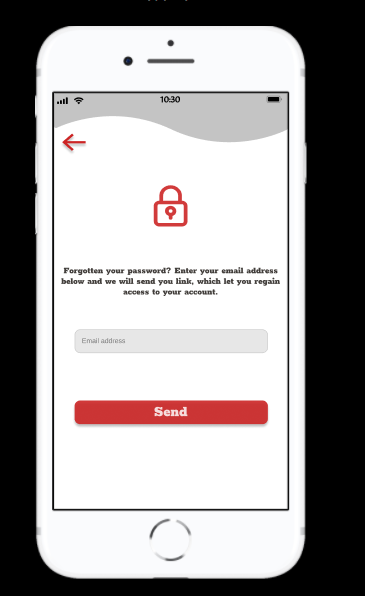 10:30
Forgotten your password? Enter your email address
below and we will send you link, which let you regain
access to your account.
Email address
Send